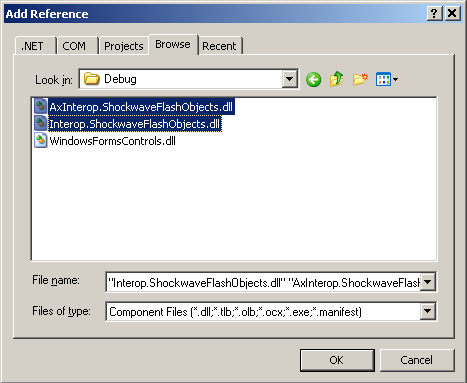 Add Reference
.NET COM Projects Browse Recent
Look in: Debug
AxInterop.ShockwaveFlashObjects.dll
Interop.ShockwaveFlashObjects.dll
WindowsFormsControls.dll
File name: "Interop.ShockwaveFlashObjects.dll" "AxInterop.ShockwaveFlash
Files of type: Component Files (*.dll;*.tlb;*.olb;*.ocx;*.exe;*.manifest)
OK Cancel